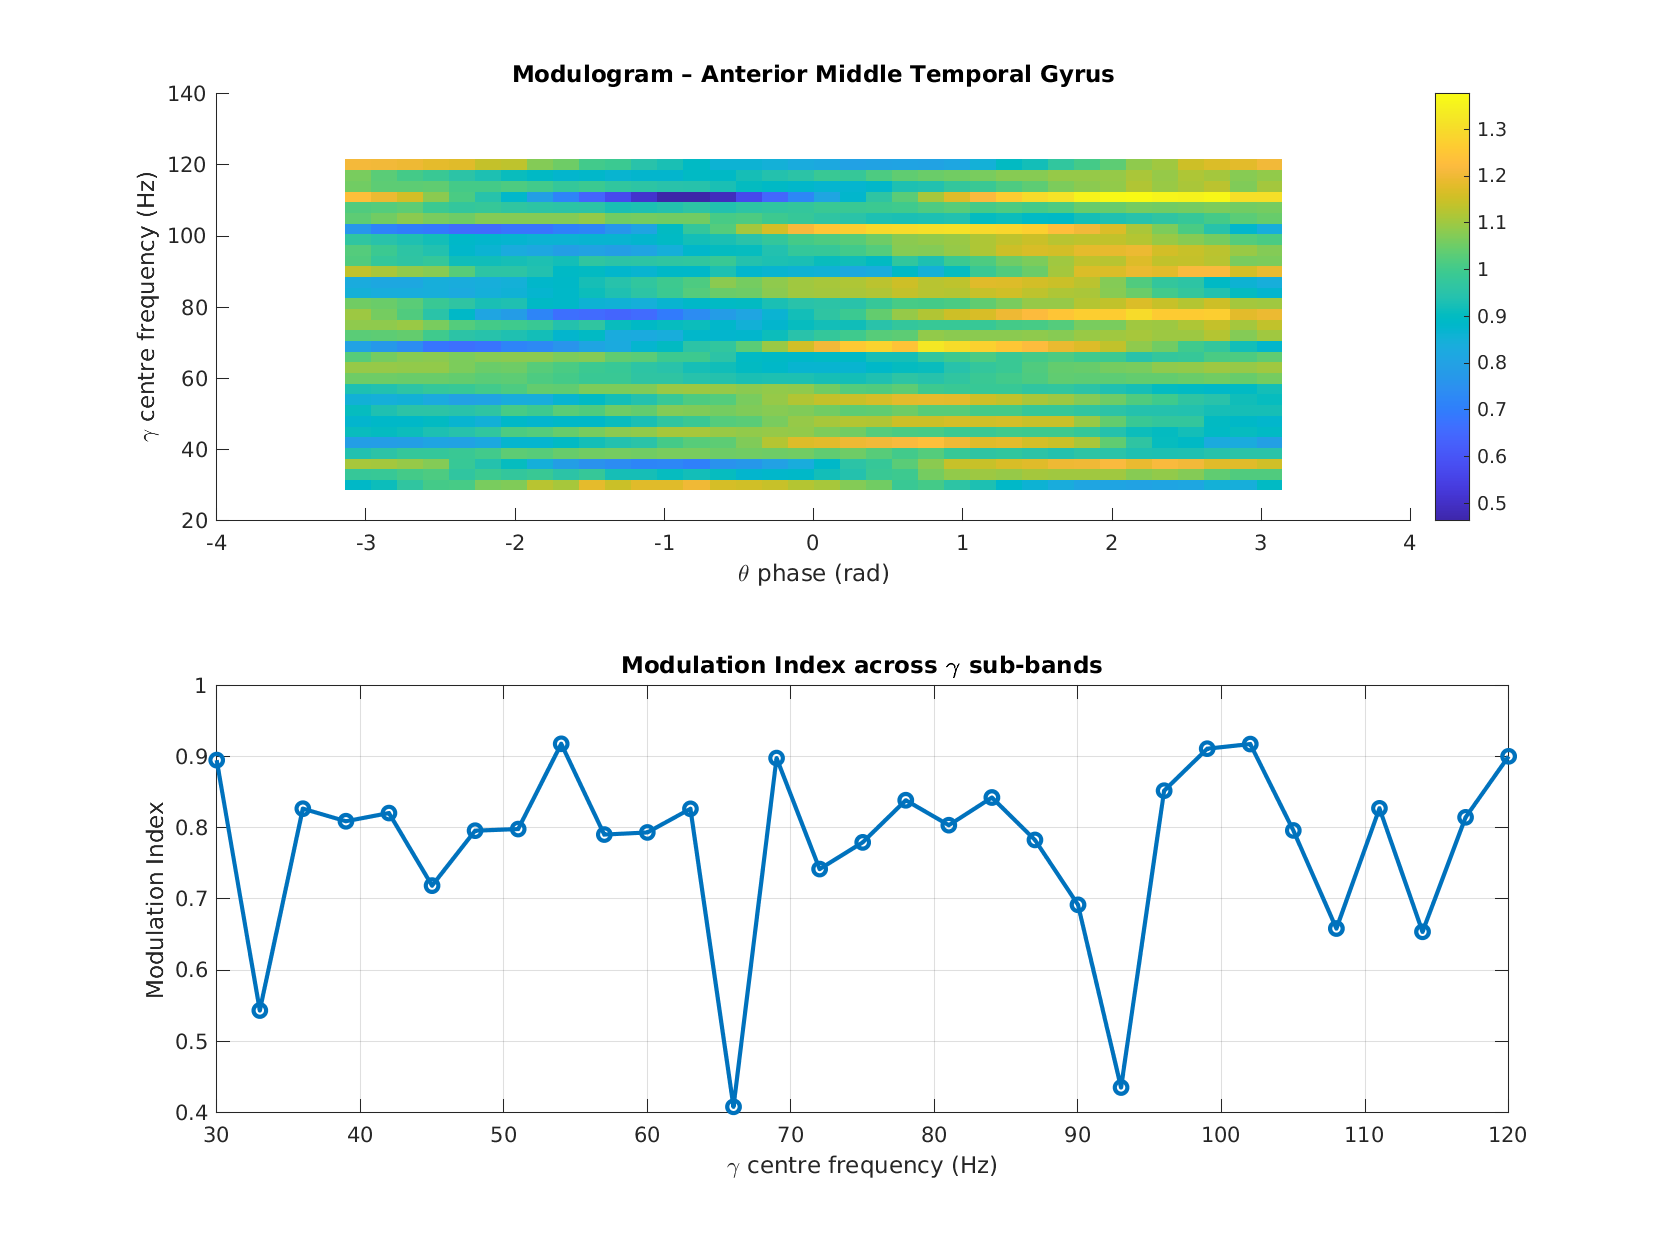 Modulogram – Anterior Middle Temporal Gyrus
140
120
100
80
60
40
20
γ centre frequency (Hz)
-4 -3 -2 -1 0 1 2 3 4
θ phase (rad)
1.3
1.2
1.1
1
0.9
0.8
0.7
0.6
0.5
Modulation Index across γ sub-bands
1
0.9
0.8
0.7
0.6
0.5
0.4
Modulation Index
30 40 50 60 70 80 90 100 110 120
γ centre frequency (Hz)